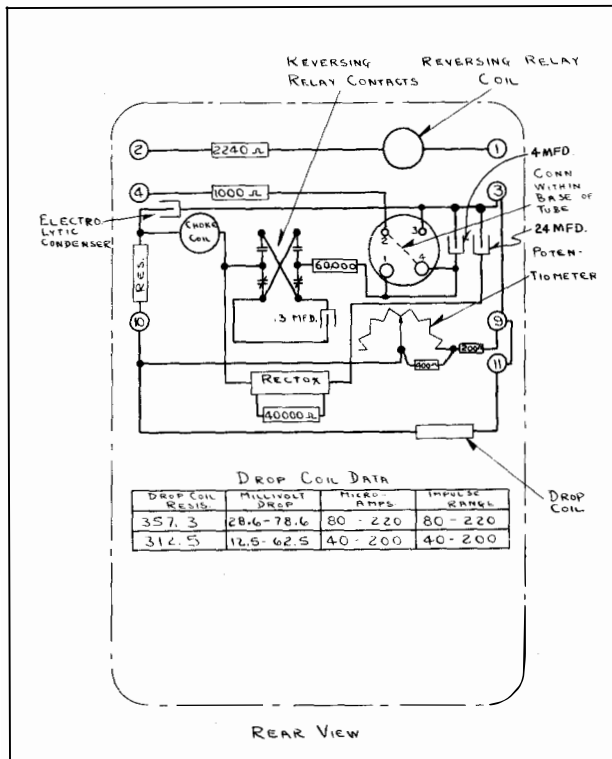 REVERSING
RELAY CONTACTS
REVERSING RELAY
COIL
2
2240 Ω
1
4 MFD.
4
1000 Ω
3
CONN
WITHIN
BASE OF
TUBE
ELECTRO
LYTIC
CONDENSER
CHOKE
COIL
2
3
1
4
24 MFD.
60,000
POTEN-
TIOMETER
RES.
.3 MFD.
10
9
200
400
11
RECTOX
40000 Ω
DROP
COIL
DROP COIL DATA
DROP COIL RESIS. MILLIVOLT DROP MICRO-AMPS IMPULSE RANGE
357.3 28.6-78.6 80 - 220 80 - 220
312.5 12.5-62.5 40 - 200 40 - 200
REAR VIEW